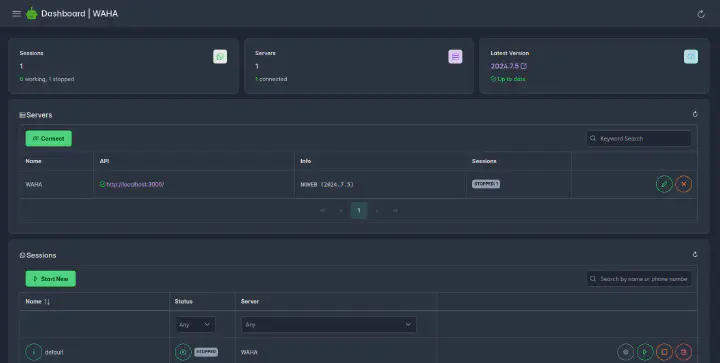 Dashboard | WAHA
Sessions
1
0 working, 1 stopped
Servers
1
1 connected
Latest Version
2024.7.5
Up to date
Servers
Connect
Keyword Search
Name API Info Sessions
WAHA http://localhost:3000/ NOWEB (2024.7.5) STOPPED: 1
1
Sessions
Start New
Search by name or phone numbe
Name Status Server
Any Any
default STOPPED WAHA